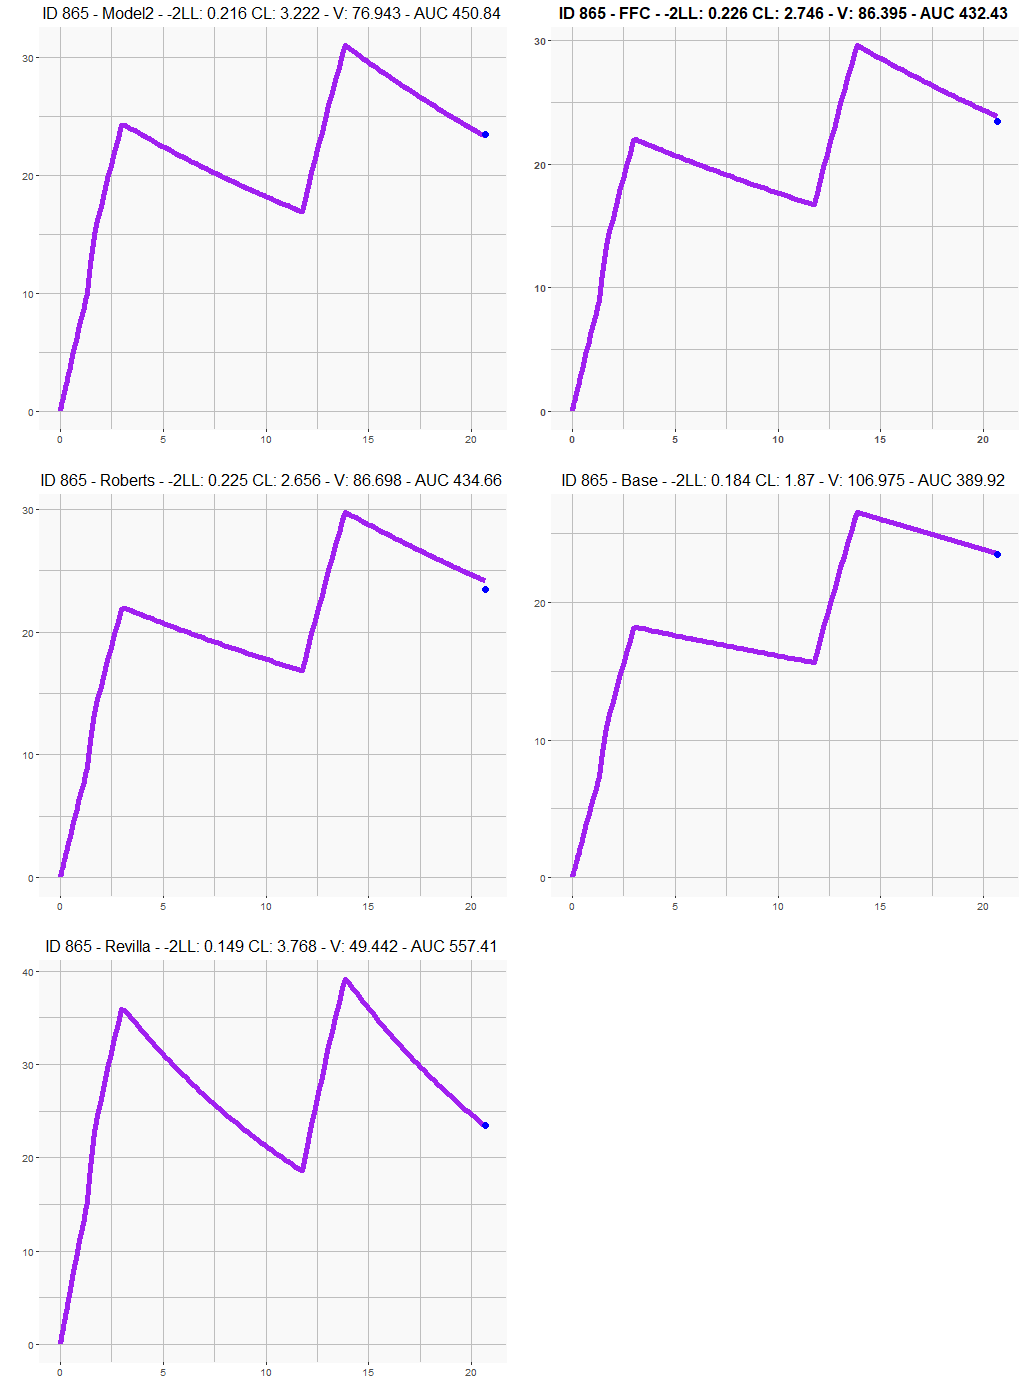 ID 865 - Model2 - -2LL: 0.216 CL: 3.222 - V: 76.943 - AUC 450.84
30
20
10
0
0 5 10 15 20
ID 865 - FFC - -2LL: 0.226 CL: 2.746 - V: 86.395 - AUC 432.43
30
20
10
0
0 5 10 15 20
ID 865 - Roberts - -2LL: 0.225 CL: 2.656 - V: 86.698 - AUC 434.66
30
20
10
0
0 5 10 15 20
ID 865 - Base - -2LL: 0.184 CL: 1.87 - V: 106.975 - AUC 389.92
20
10
0
0 5 10 15 20
ID 865 - Revilla - -2LL: 0.149 CL: 3.768 - V: 49.442 - AUC 557.41
40
30
20
10
0
0 5 10 15 20